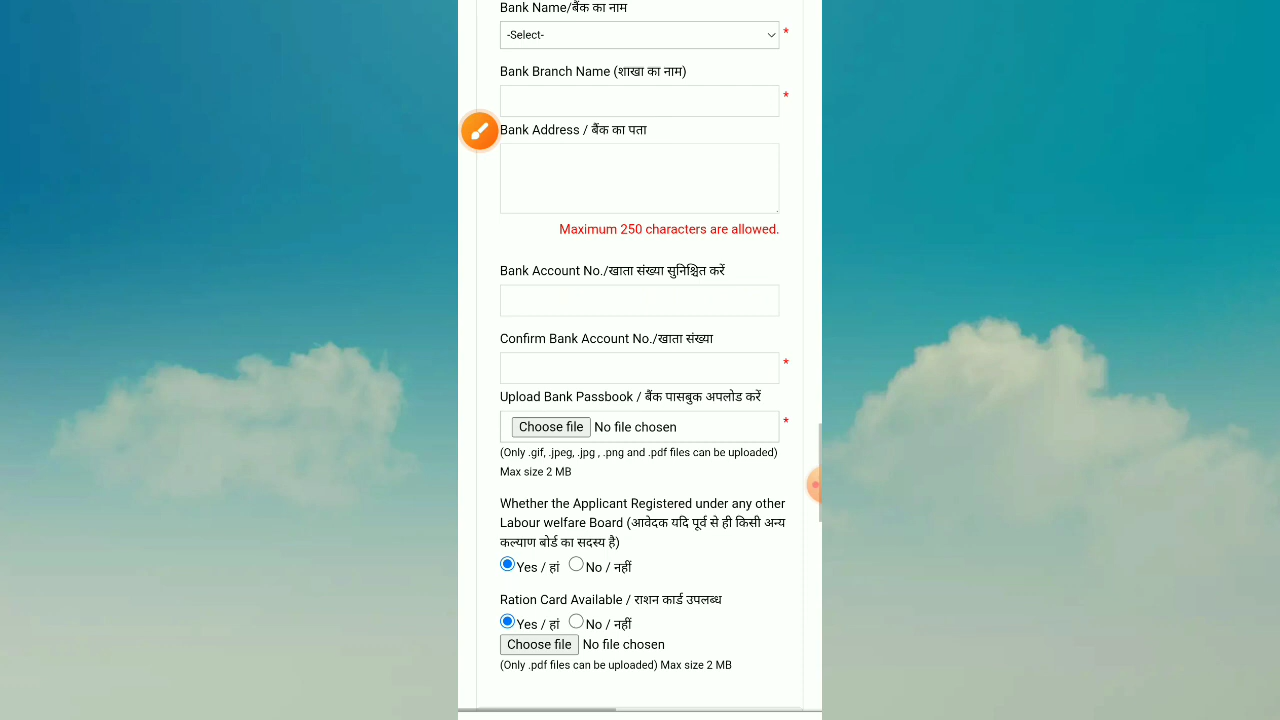 Bank Name/बैंक का नाम
-Select-
*
Bank Branch Name (शाखा का नाम)
*
Bank Address / बैंक का पता
Maximum 250 characters are allowed.
Bank Account No./खाता संख्या सुनिश्चित करें
Confirm Bank Account No./खाता संख्या
*
Upload Bank Passbook / बैंक पासबुक अपलोड करें
Choose file No file chosen
*
(Only .gif, .jpeg, .jpg , .png and .pdf files can be uploaded)
Max size 2 MB
Whether the Applicant Registered under any other
Labour welfare Board (आवेदक यदि पूर्व से ही किसी अन्य
कल्याण बोर्ड का सदस्य है)
Yes / हां No / नहीं
Ration Card Available / राशन कार्ड उपलब्ध
Yes / हां No / नहीं
Choose file No file chosen
(Only .pdf files can be uploaded) Max size 2 MB